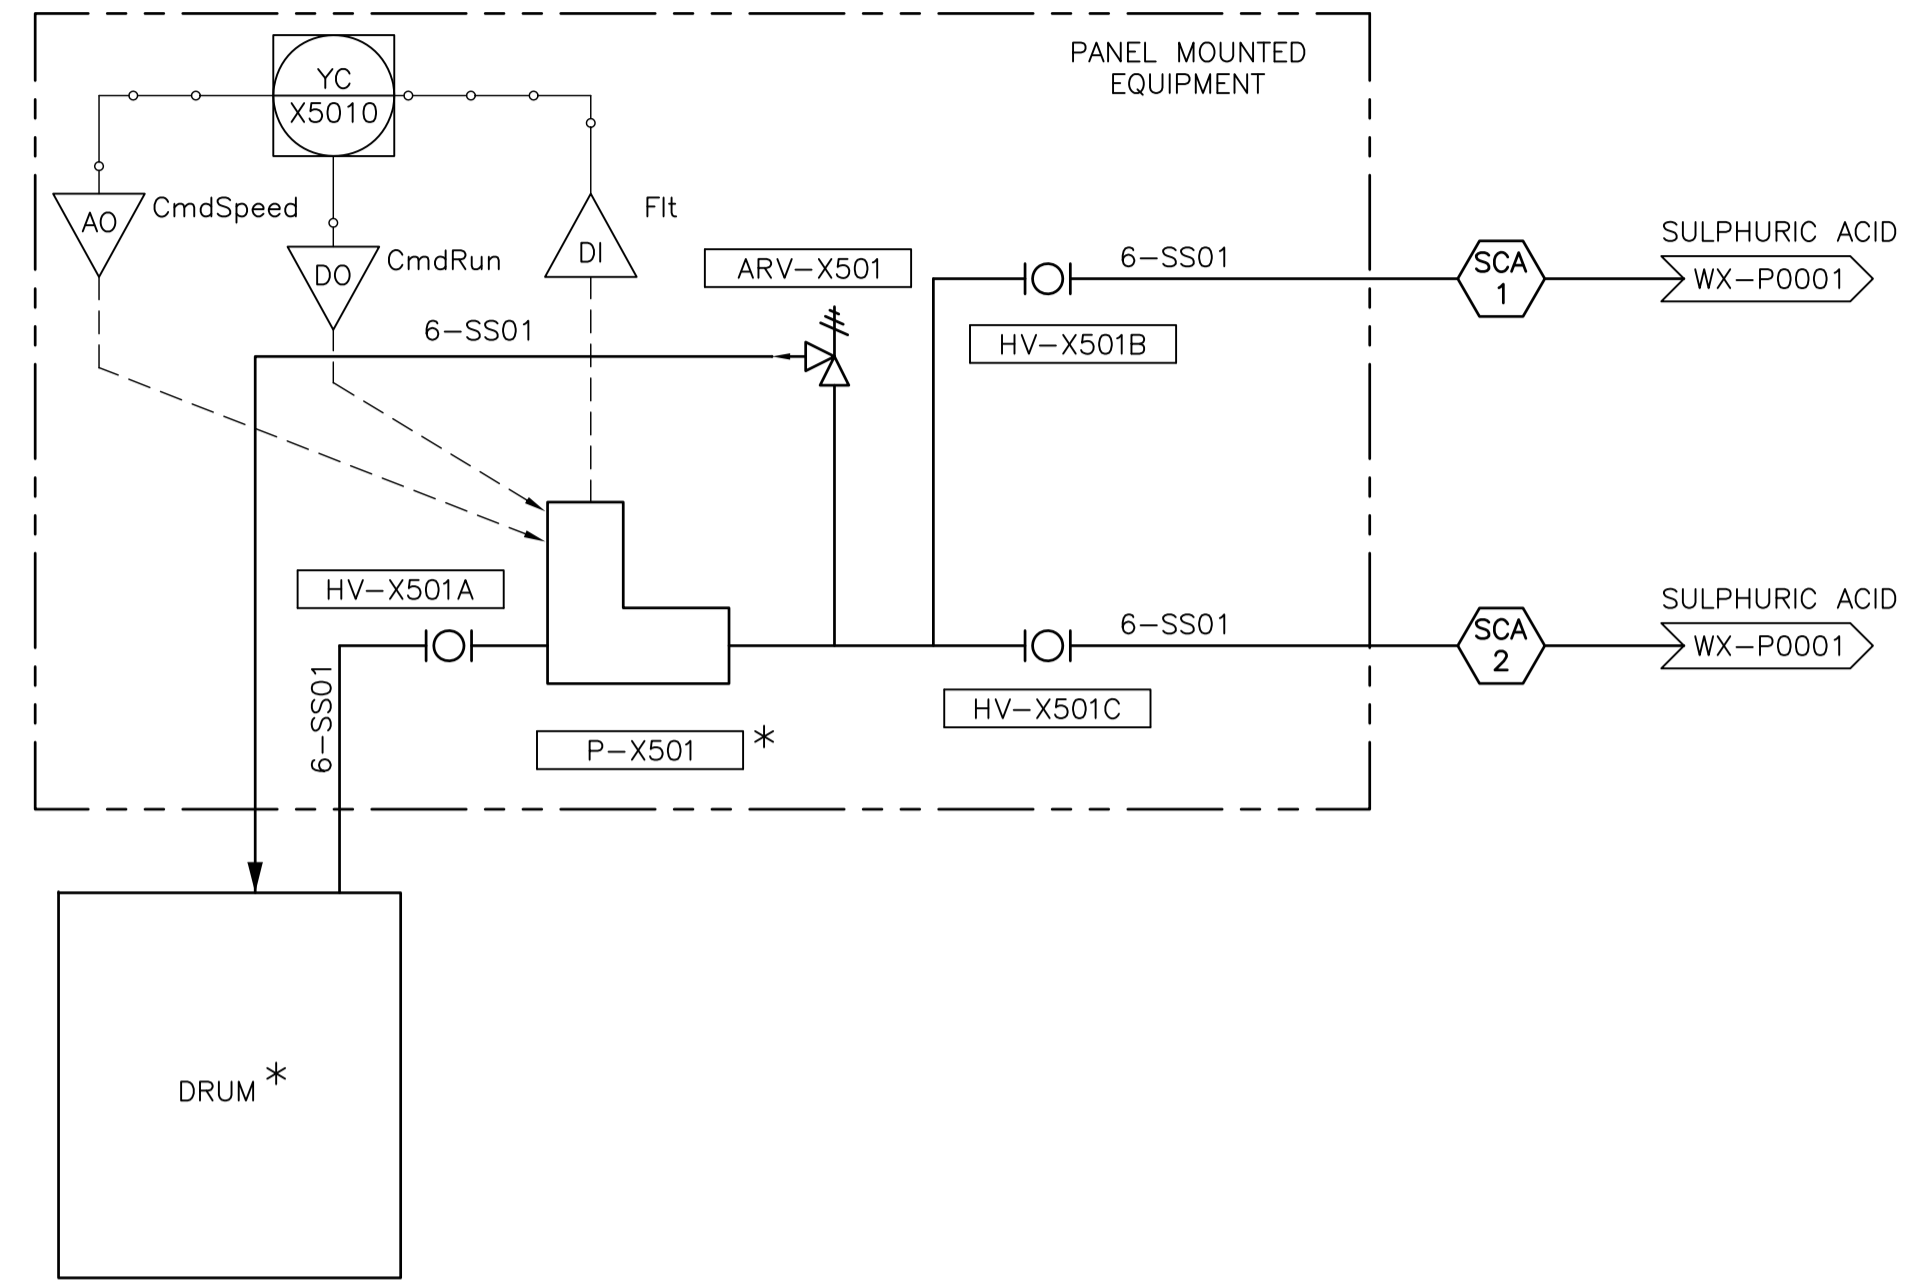 PANEL MOUNTED
EQUIPMENT
YC
X5010
AO
CmdSpeed
DO
CmdRun
DI
Flt
ARV-X501
6-SS01
HV-X501B
6-SS01
SCA
1
SULPHURIC ACID
WX-P0001
HV-X501A
6-SS01
P-X501 *
HV-X501C
6-SS01
SCA
2
SULPHURIC ACID
WX-P0001
DRUM *